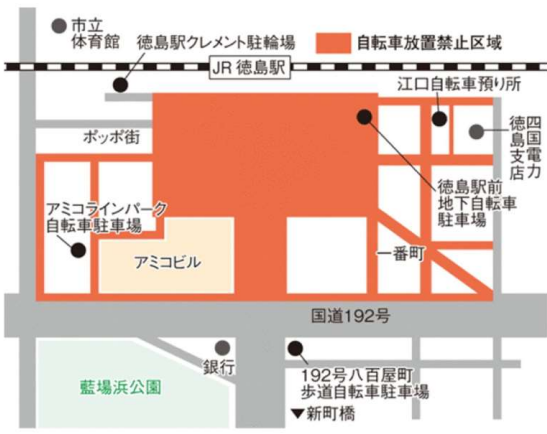 市立
体育館
徳島駅クレメント駐輪場
自転車放置禁止区域
JR 徳島駅
江口自転車預り所
ポッポ街
四国電力
徳島支店
徳島駅前
地下自転車
駐車場
アミコラインパーク
自転車駐車場
アミコビル
一番町
国道192号
銀行
192号八百屋町
歩道自転車駐車場
藍場浜公園
▼新町橋